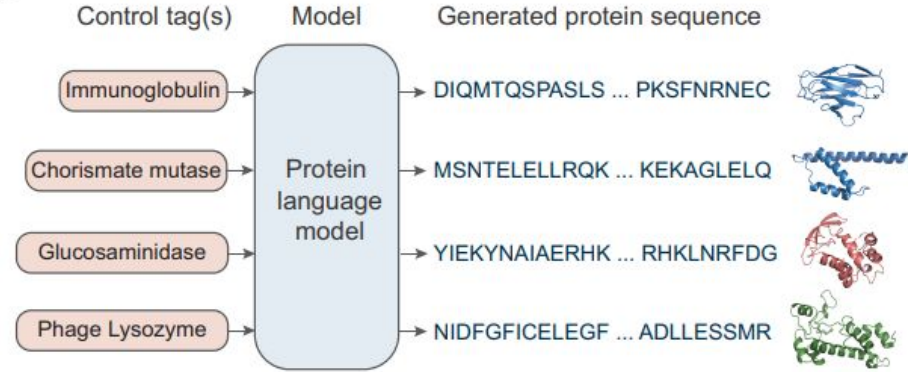 Control tag(s) Model Generated protein sequence
Immunoglobulin DIQMTQSPASLS ... PKSFNRNEC
Chorismate mutase MSNTELELLRQK ... KEKAGLELQ
Protein
language
model
Glucosaminidase YIEKYNAIAERHK ... RHKLNRFDG
Phage Lysozyme NIDFGFICELEGF ... ADLLESSMR